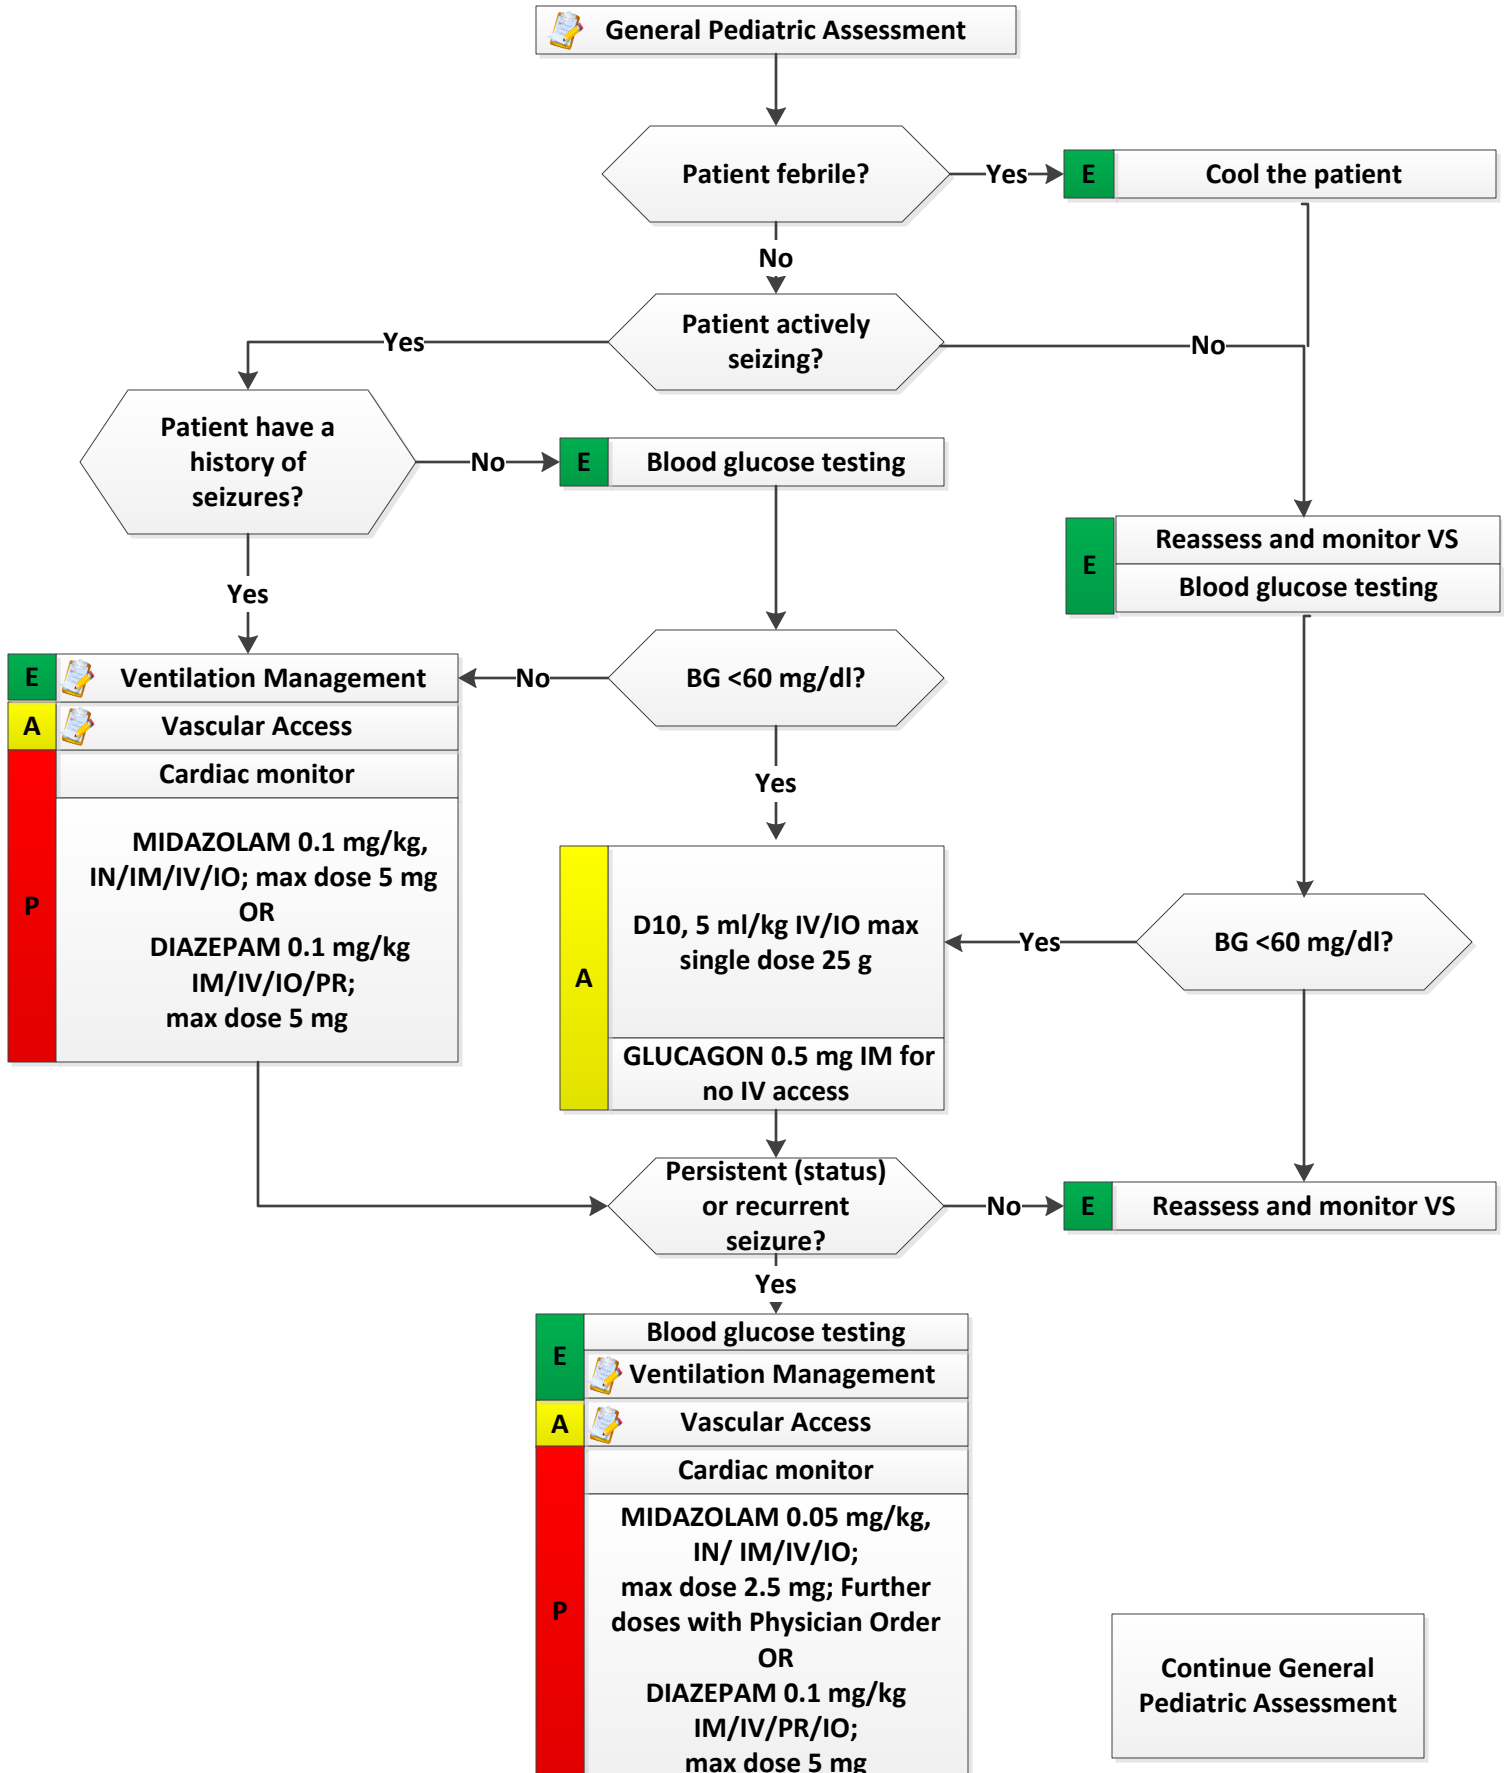 General Pediatric Assessment
Patient febrile?
Yes
E
Cool the patient
No
Patient actively
seizing?
Yes
No
Patient have a
history of
seizures?
No
E
Blood glucose testing
Yes
E
Reassess and monitor VS
Blood glucose testing
E
Ventilation Management
A
Vascular Access
P
Cardiac monitor
MIDAZOLAM 0.1 mg/kg,
IN/IM/IV/IO; max dose 5 mg
OR
DIAZEPAM 0.1 mg/kg
IM/IV/IO/PR;
max dose 5 mg
No
BG <60 mg/dl?
Yes
A
D10, 5 ml/kg IV/IO max
single dose 25 g
GLUCAGON 0.5 mg IM for
no IV access
Yes
BG <60 mg/dl?
Persistent (status)
or recurrent
seizure?
No
E
Reassess and monitor VS
Yes
E
Blood glucose testing
Ventilation Management
A
Vascular Access
P
Cardiac monitor
MIDAZOLAM 0.05 mg/kg,
IN/ IM/IV/IO;
max dose 2.5 mg; Further
doses with Physician Order
OR
DIAZEPAM 0.1 mg/kg
IM/IV/PR/IO;
max dose 5 mg
Continue General
Pediatric Assessment